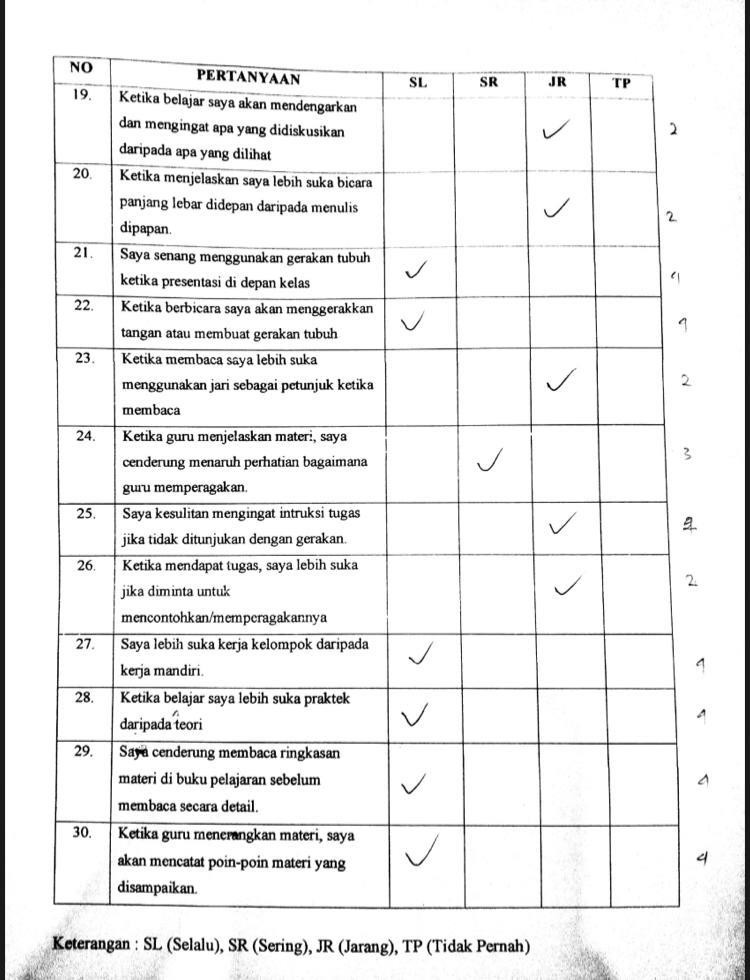 NO PERTANYAAN SL SR JR TP
19. Ketika belajar saya akan mendengarkan
dan mengingat apa yang didiskusikan ✓ 2
daripada apa yang dilihat
20. Ketika menjelaskan saya lebih suka bicara
panjang lebar didepan daripada menulis ✓ 2
dipapan.
21. Saya senang menggunakan gerakan tubuh
ketika presentasi di depan kelas ✓ 4
22. Ketika berbicara saya akan menggerakkan
tangan atau membuat gerakan tubuh ✓ 4
23. Ketika membaca saya lebih suka
menggunakan jari sebagai petunjuk ketika ✓ 2
membaca
24. Ketika guru menjelaskan materi, saya
cenderung menaruh perhatian bagaimana ✓ 3
guru memperagakan.
25. Saya kesulitan mengingat intruksi tugas
jika tidak ditunjukan dengan gerakan. ✓ 2
26. Ketika mendapat tugas, saya lebih suka
jika diminta untuk ✓ 2
mencontohkan/memperagakannya
27. Saya lebih suka kerja kelompok daripada
kerja mandiri. ✓ 4
28. Ketika belajar saya lebih suka praktek
daripada teori ✓ 4
29. Saya cenderung membaca ringkasan
materi di buku pelajaran sebelum ✓ 4
membaca secara detail.
30. Ketika guru menerangkan materi, saya
akan mencatat poin-poin materi yang ✓ 4
disampaikan.
Keterangan : SL (Selalu), SR (Sering), JR (Jarang), TP (Tidak Pernah)